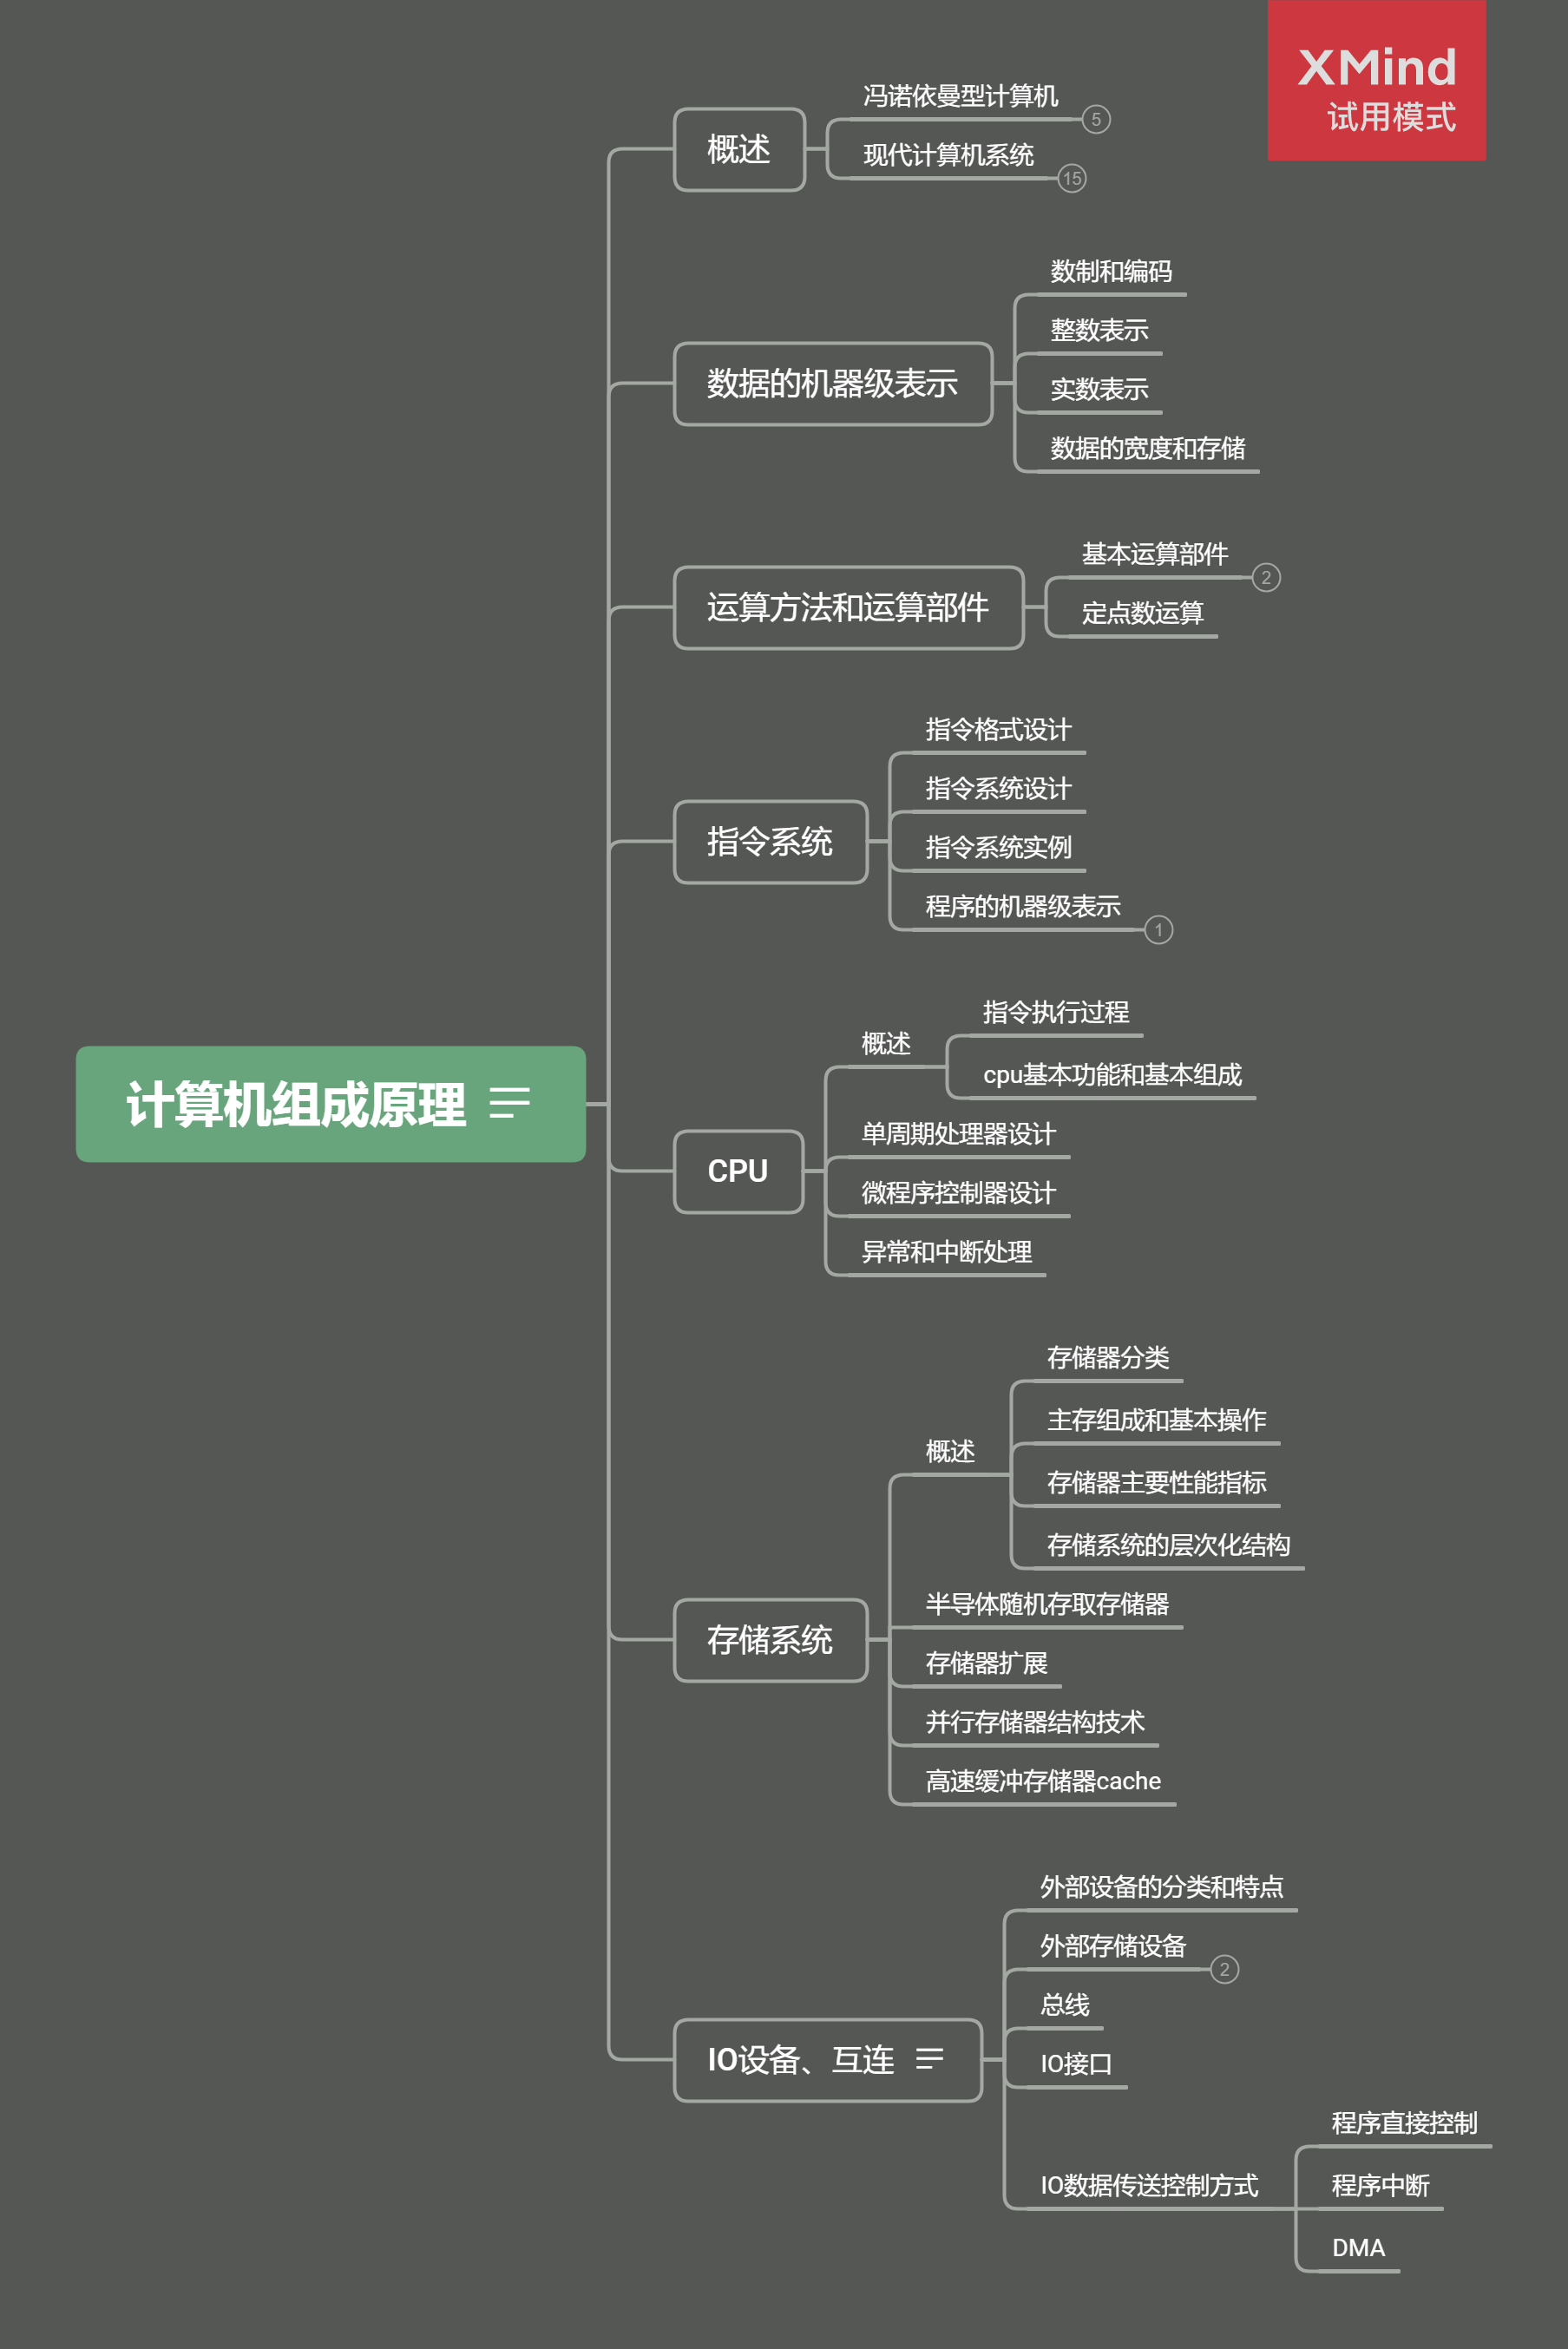 XMind
试用模式
计算机组成原理
概述
冯诺依曼型计算机
5
现代计算机系统
15
数据的机器级表示
数制和编码
整数表示
实数表示
数据的宽度和存储
运算方法和运算部件
基本运算部件
2
定点数运算
指令系统
指令格式设计
指令系统设计
指令系统实例
程序的机器级表示
1
CPU
概述
指令执行过程
cpu基本功能和基本组成
单周期处理器设计
微程序控制器设计
异常和中断处理
存储系统
概述
存储器分类
主存组成和基本操作
存储器主要性能指标
存储系统的层次化结构
半导体随机存取存储器
存储器扩展
并行存储器结构技术
高速缓冲存储器cache
IO设备、互连
外部设备的分类和特点
外部存储设备
2
总线
IO接口
IO数据传送控制方式
程序直接控制
程序中断
DMA